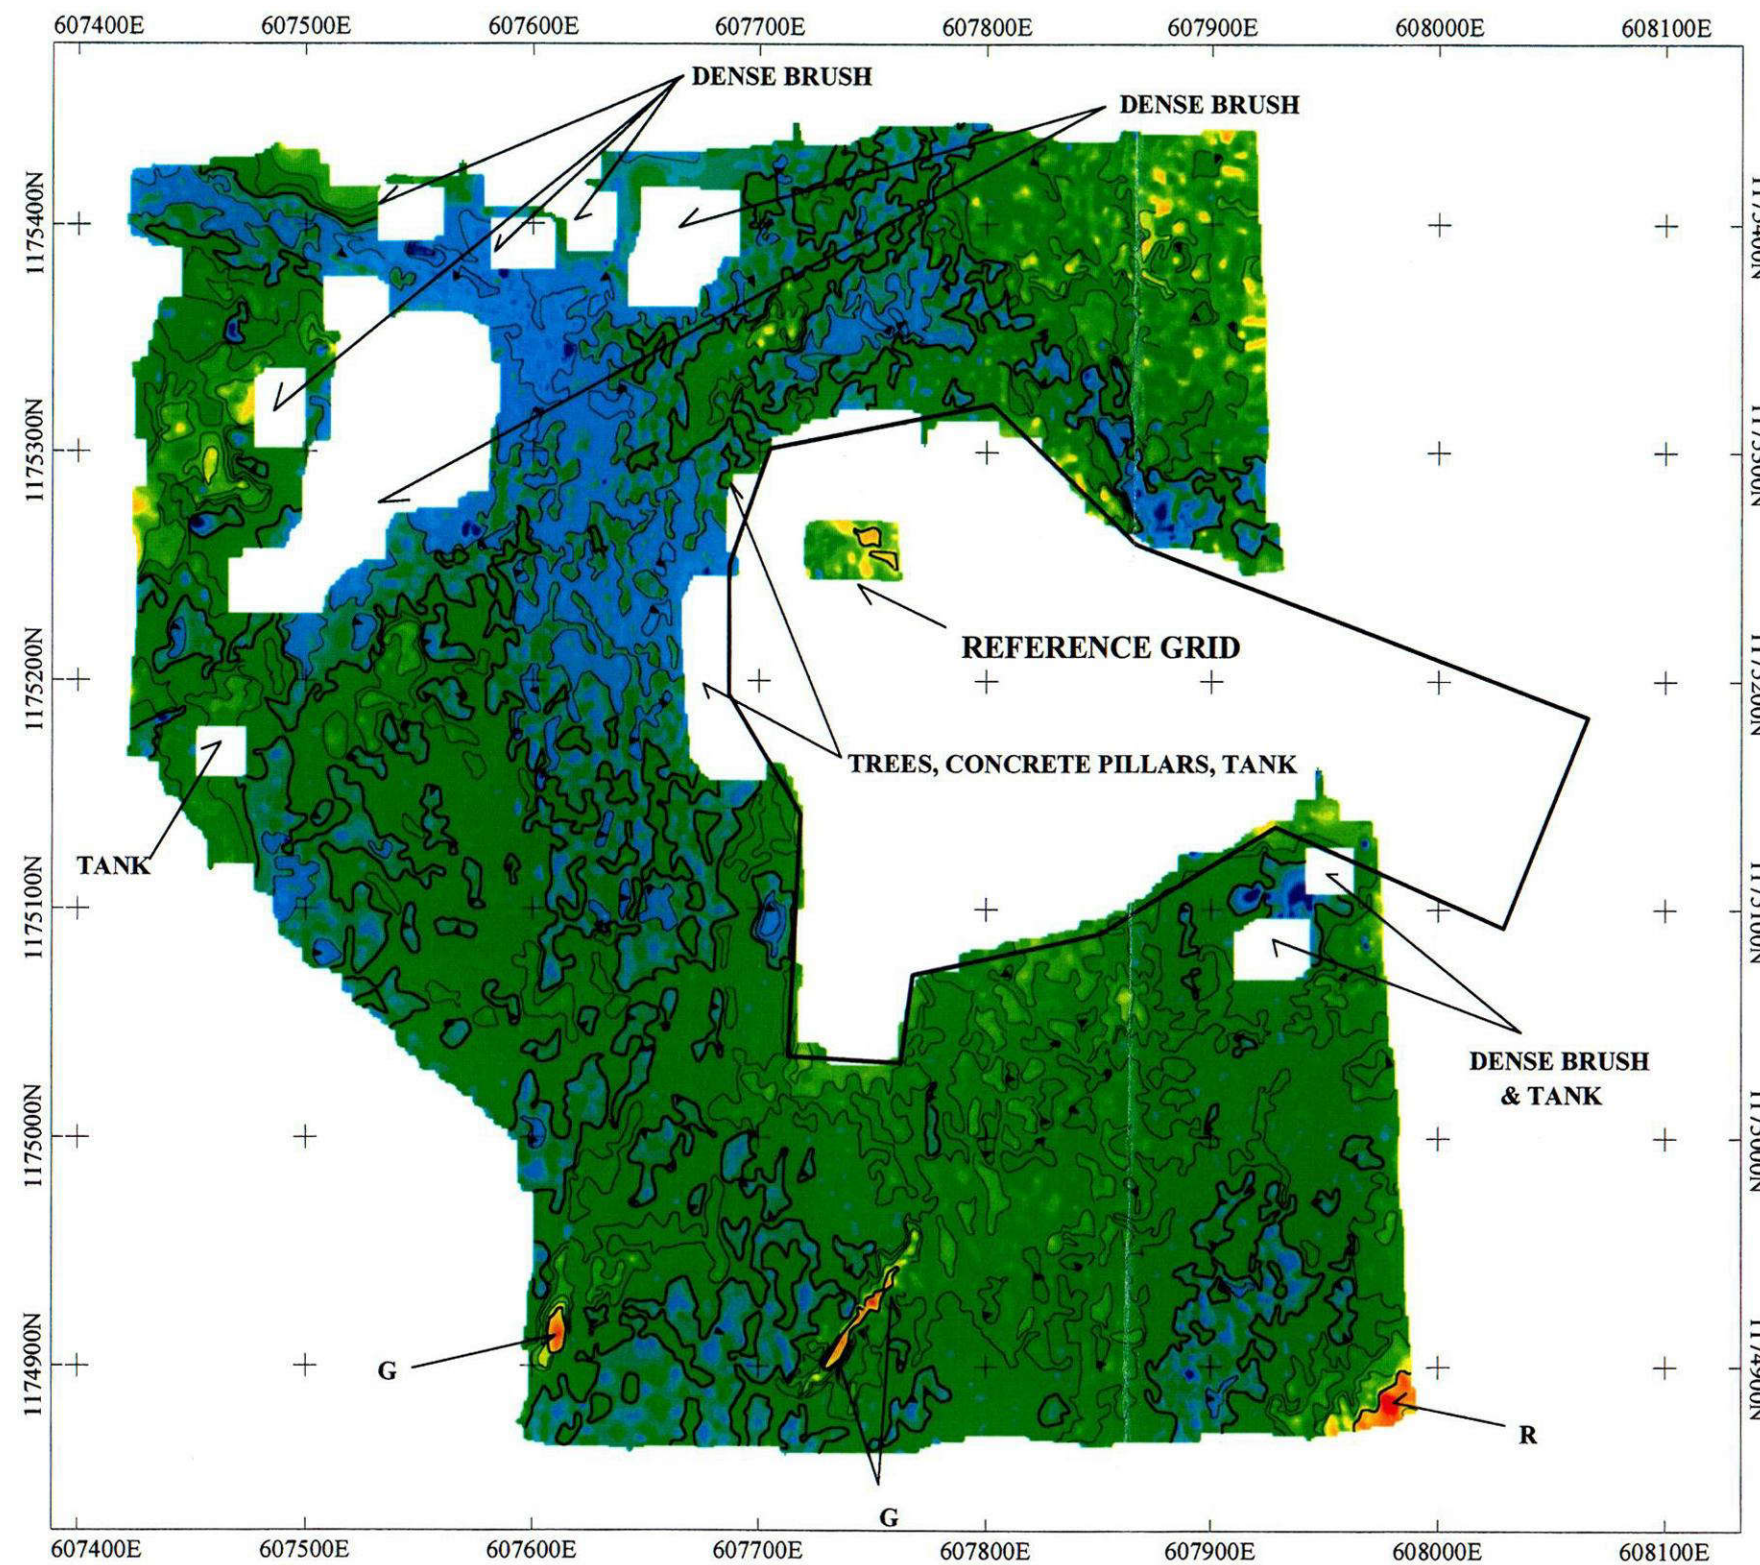 607400E 607500E 607600E 607700E 607800E 607900E 608000E 608100E
DENSE BRUSH
DENSE BRUSH
1175400N
1175300N
1175200N
1175100N
1175000N
1174900N
REFERENCE GRID
TREES, CONCRETE PILLARS, TANK
TANK
DENSE BRUSH
& TANK
G
R
G
607400E 607500E 607600E 607700E 607800E 607900E 608000E 608100E